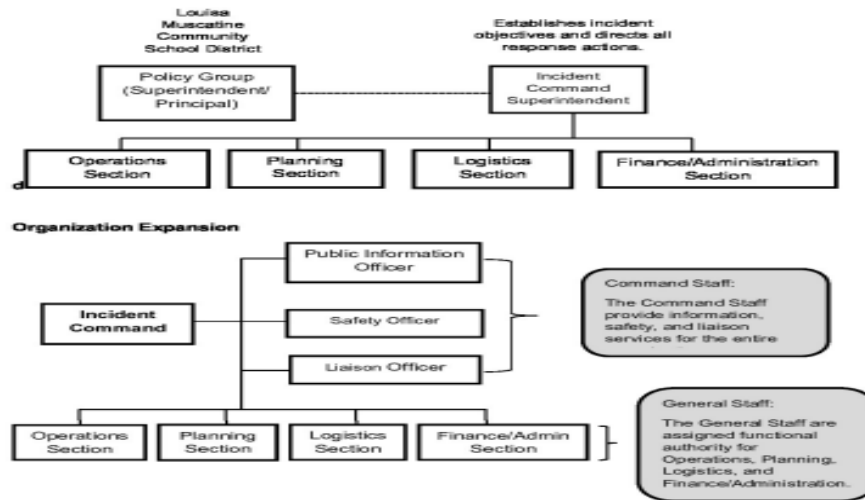 Louisa
Muscatine
Community
School District
Establishes incident
objectives and directs all
response actions.
Policy Group
(Superintendent/
Principal)
Incident
Command
Superintendent
Operations
Section
Planning
Section
Logistics
Section
Finance/Administration
Section
d
Organization Expansion
Public Information
Officer
Incident
Command
Safety Officer
Liaison Officer
Command Staff:
The Command Staff
provide information,
safety, and liaison
services for the entire
Operations
Section
Planning
Section
Logistics
Section
Finance/Admin
Section
General Staff:
The General Staff are
assigned functional
authority for
Operations, Planning,
Logistics, and
Finance/Administration.